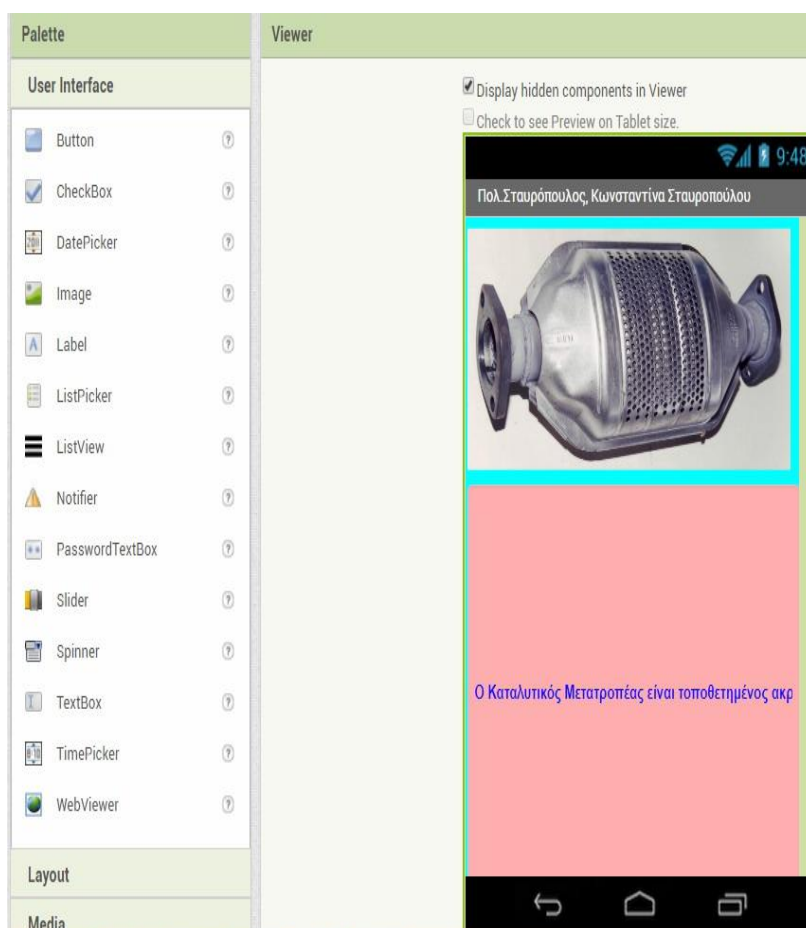 Palette
User Interface
Button
CheckBox
DatePicker
Image
Label
ListPicker
ListView
Notifier
PasswordTextBox
Slider
Spinner
TextBox
TimePicker
WebViewer
Layout
Media
Viewer
Display hidden components in Viewer
Check to see Preview on Tablet size.
9:48
Πολ.Σταυρόπουλος, Κωνσταντίνα Σταυροπούλου
Ο Καταλυτικός Μετατροπέας είναι τοποθετημένος ακρ